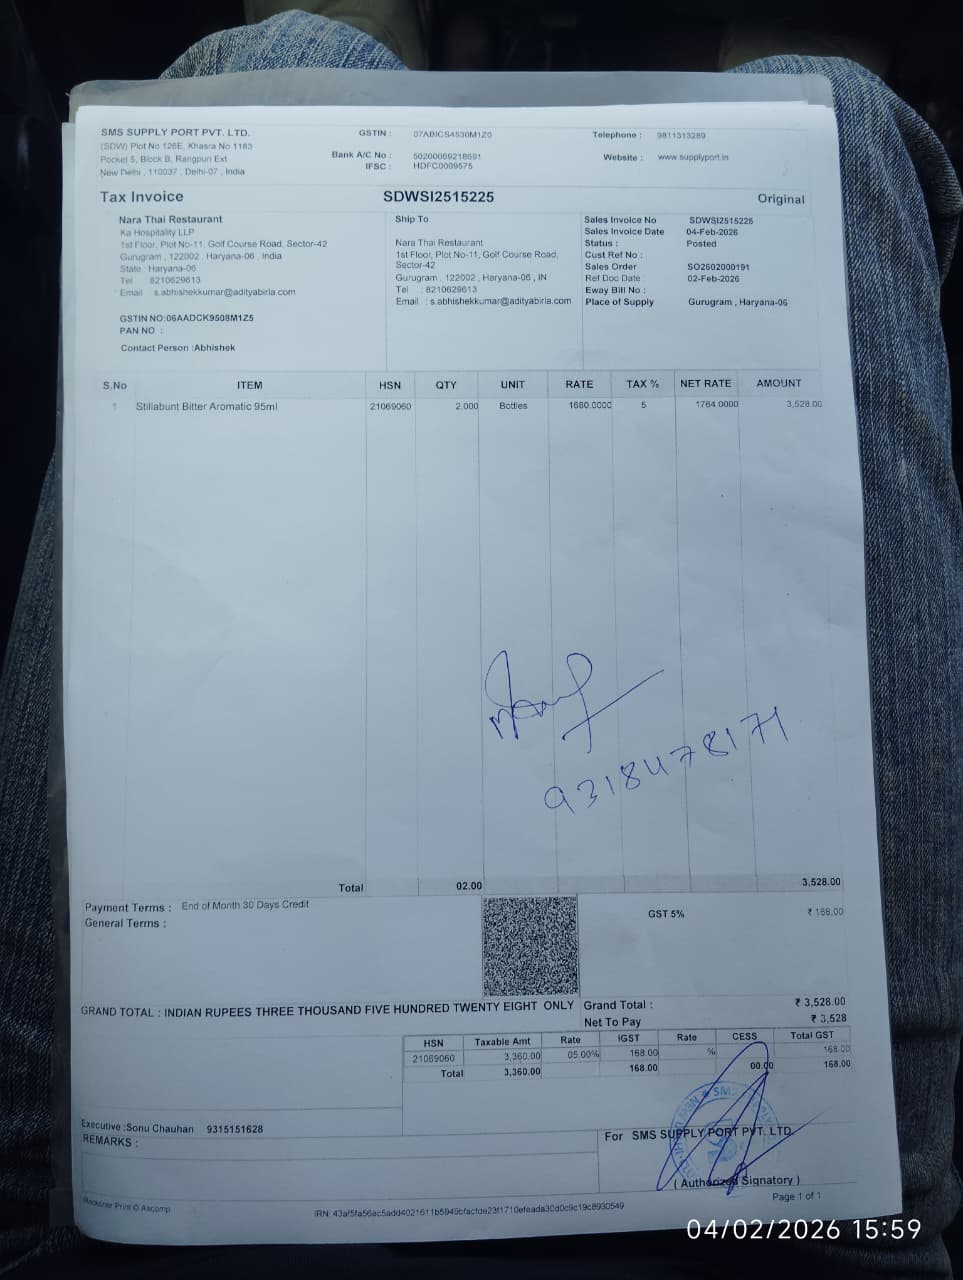 SMS SUPPLY PORT PVT. LTD.
(SDW) Plot No 126E, Khasra No 1183
Pocket 5, Block B, Rangpuri Ext
New Delhi , 110037 , Delhi-07 , India
GSTIN : 07ABICS4530M1Z0
Bank A/C No : 50200069218691
IFSC : HDFC0009575
Telephone : 9811313289
Website : www.supplyport.in
Tax Invoice SDWSI2515225 Original
Nara Thai Restaurant
Ka Hospitality LLP
1st Floor, Plot No-11, Golf Course Road, Sector-42
Gurugram , 122002 , Haryana-06 , India
State : Haryana-06
Tel : 8210629613
Email : s.abhishekkumar@adityabirla.com
GSTIN NO:06AADCK9508M1Z5
PAN NO :
Contact Person :Abhishek
Ship To
Nara Thai Restaurant
1st Floor, Plot No-11, Golf Course Road,
Sector-42
Gurugram , 122002 , Haryana-06 , IN
Tel : 8210629613
Email : s.abhishekkumar@adityabirla.com
Sales Invoice No SDWSI2515225
Sales Invoice Date 04-Feb-2026
Status : Posted
Cust Ref No :
Sales Order SO2602000191
Ref Doc Date 02-Feb-2026
Eway Bill No :
Place of Supply Gurugram , Haryana-06
S.No ITEM HSN QTY UNIT RATE TAX % NET RATE AMOUNT
1 Stillabunt Bitter Aromatic 95ml 21069060 2.000 Bottles 1680.0000 5 1764.0000 3,528.00
9318478171
Total 02.00 3,528.00
Payment Terms : End of Month 30 Days Credit
General Terms :
GST 5% ₹ 168.00
GRAND TOTAL : INDIAN RUPEES THREE THOUSAND FIVE HUNDRED TWENTY EIGHT ONLY
Grand Total : ₹ 3,528.00
Net To Pay ₹ 3,528
HSN Taxable Amt Rate IGST Rate CESS Total GST
21069060 3,360.00 05.00% 168.00 % 168.00
Total 3,360.00 168.00 00.00 168.00
Executive :Sonu Chauhan 9315151628
REMARKS :
For SMS SUPPLY PORT PVT. LTD.
( Authorized Signatory )
Page 1 of 1
Reckoner Print © Ascomp
04/02/2026 15:59